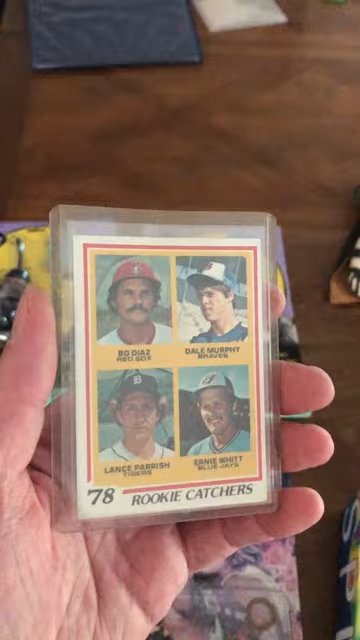 BO DIAZ
RED SOX
DALE MURPHY
BRAVES
LANCE PARRISH
TIGERS
ERNIE WHITT
BLUE JAYS
'78 ROOKIE CATCHERS